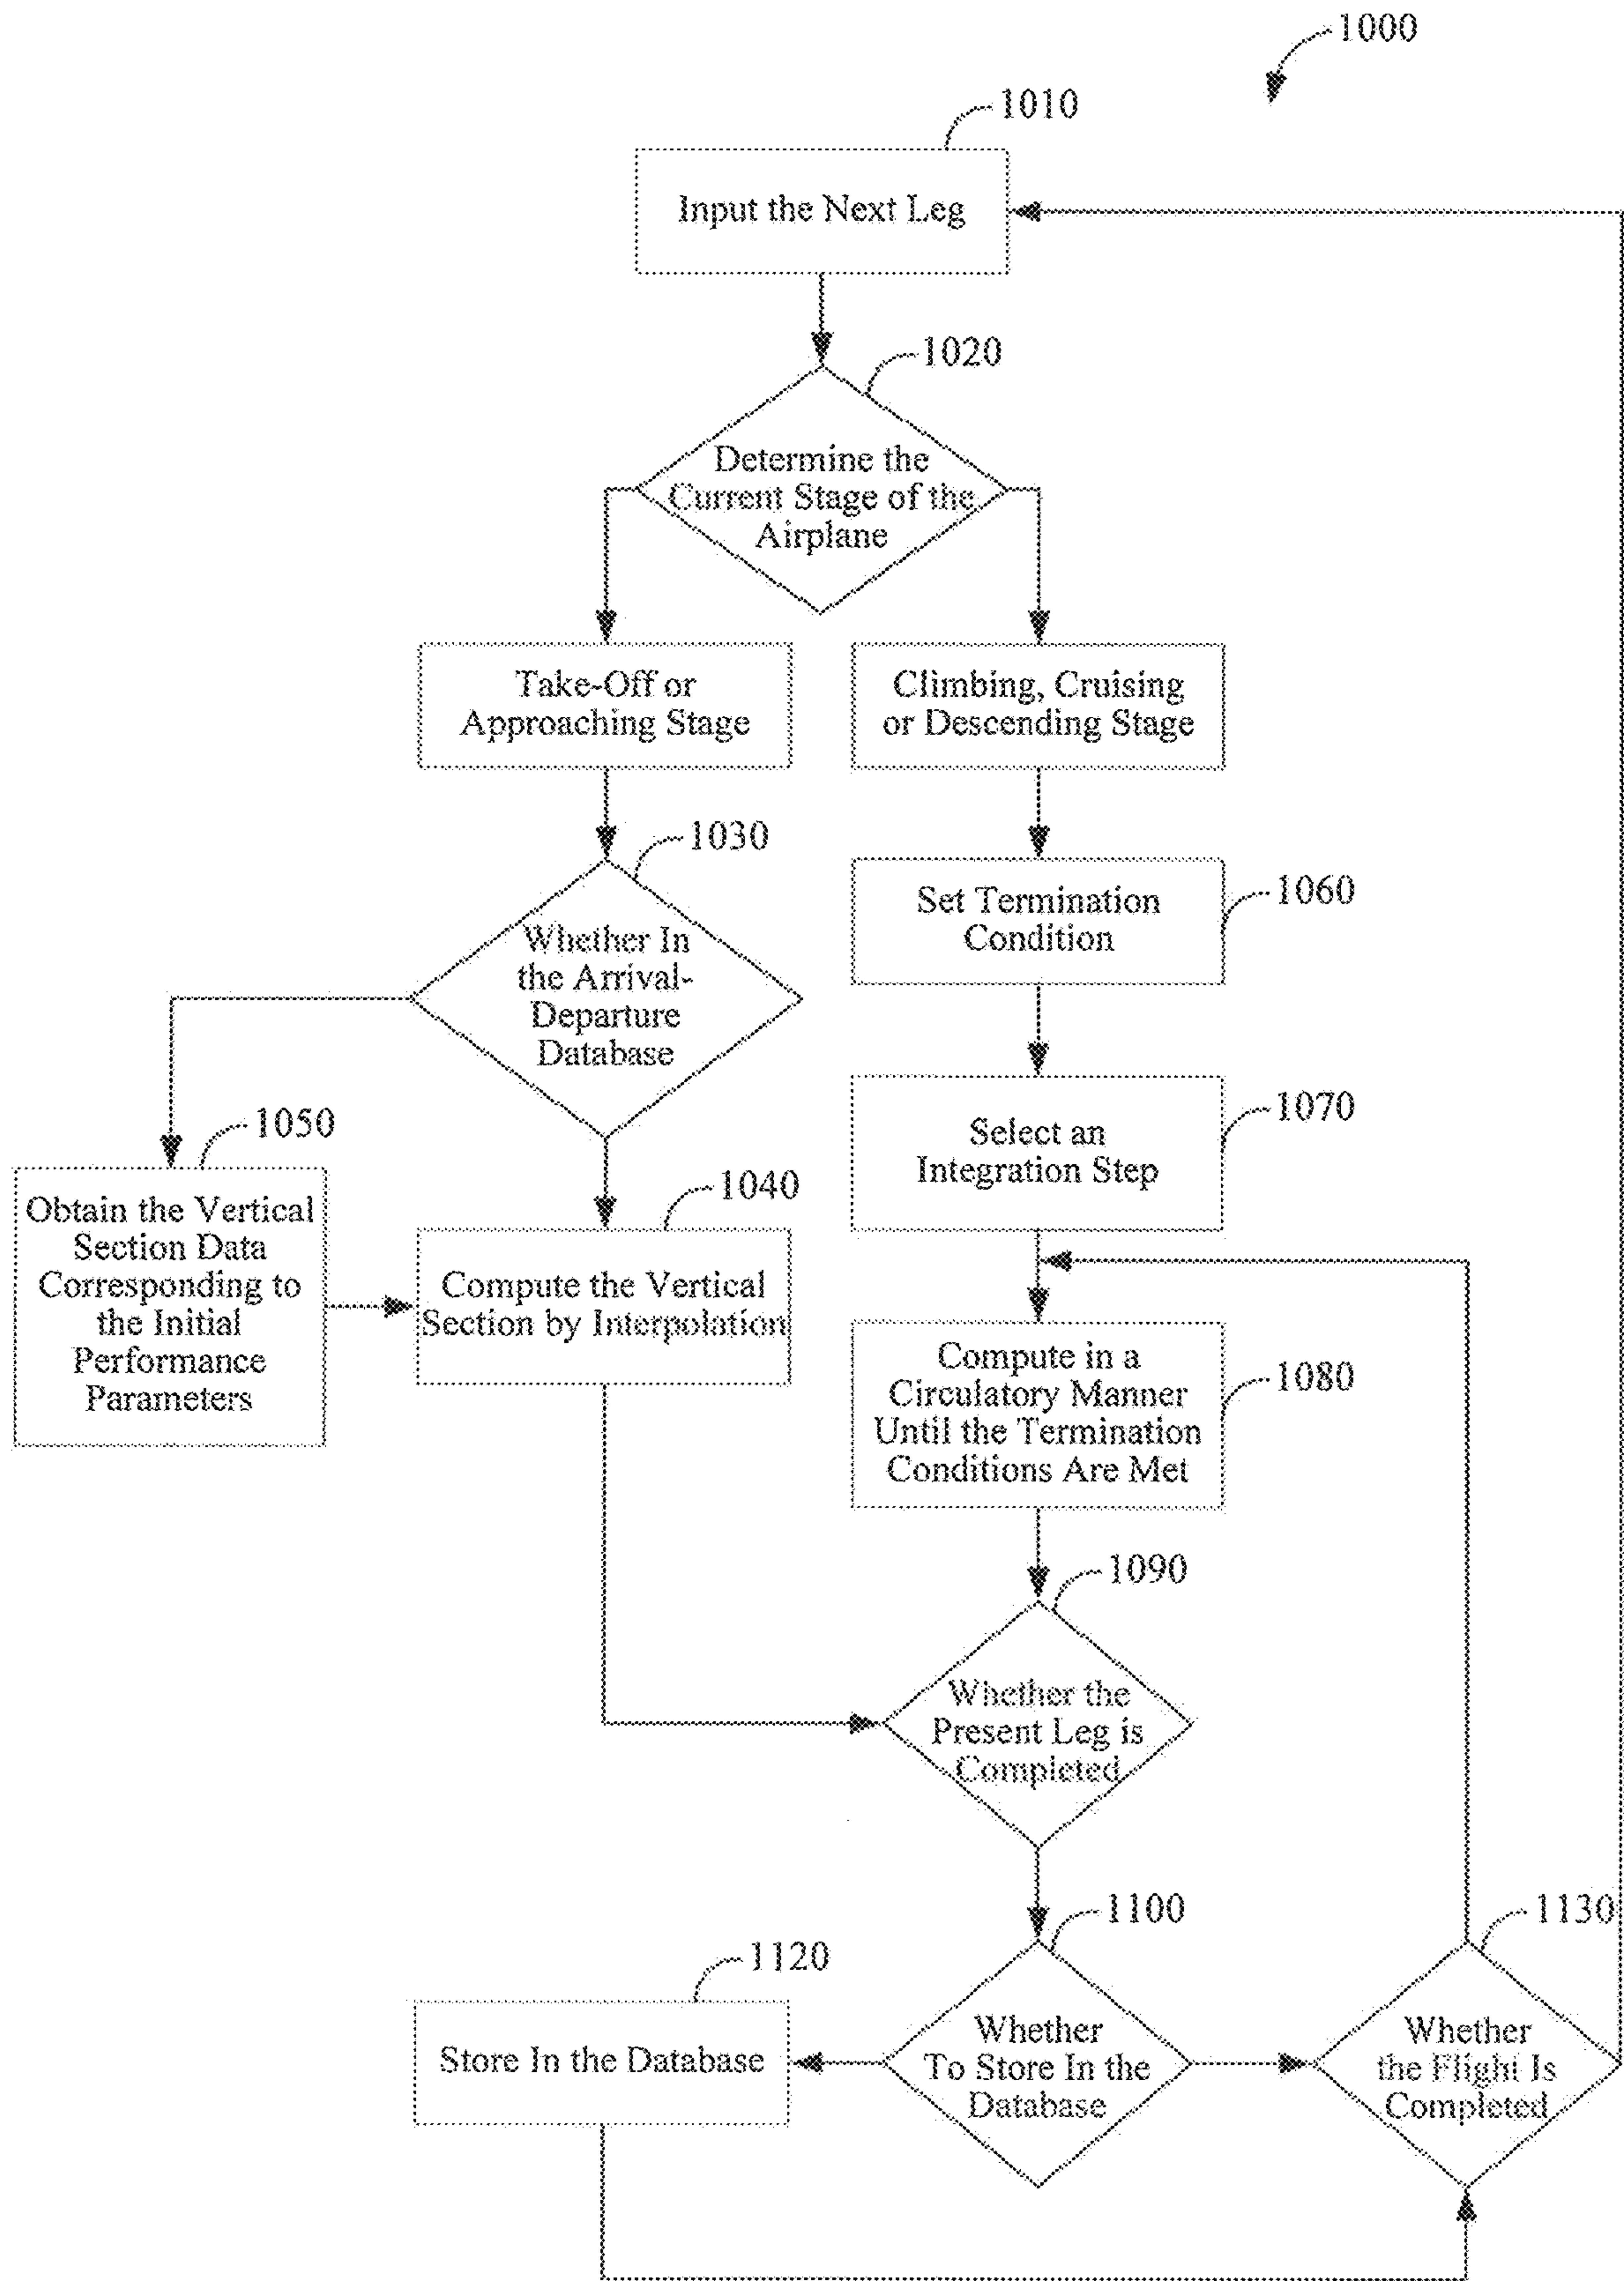 1000
1010
Input the Next Leg
1020
Determine the
Current Stage of the
Airplane
Take-Off or
Approaching Stage
Climbing, Cruising
or Descending Stage
1030
Whether In
the Arrival-
Departure
Database
1060
Set Termination
Condition
1050
Obtain the Vertical
Section Data
Corresponding to
the Initial
Performance
Parameters
1040
Compute the Vertical
Section by Interpolation
1070
Select an
Integration Step
1080
Compute in a
Circulatory Manner
Until the Termination
Conditions Are Met
1090
Whether the
Present Leg is
Completed
1100
Whether
To Store In the
Database
1120
Store In the Database
1130
Whether
the Flight Is
Completed